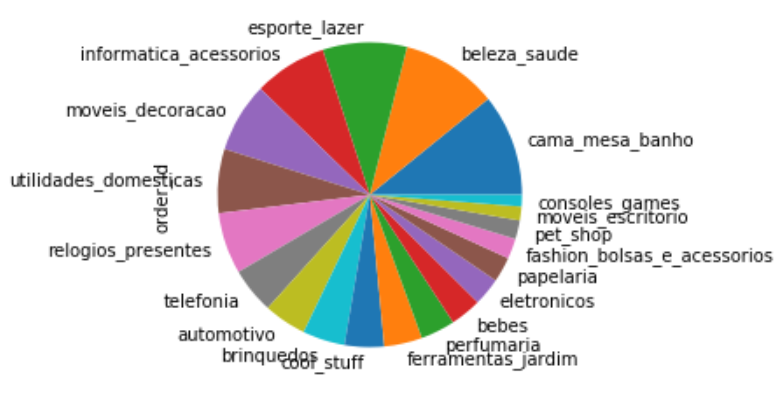 esporte_lazer
informatica_acessorios
beleza_saude
moveis_decoracao
cama_mesa_banho
utilidades_domesticas
order_id
consoles_games
moveis_escritorio
pet_shop
relogios_presentes
fashion_bolsas_e_acessorios
papelaria
telefonia
eletronicos
automotivo
bebes
perfumaria
brinquedos
cool_stuff
ferramentas_jardim